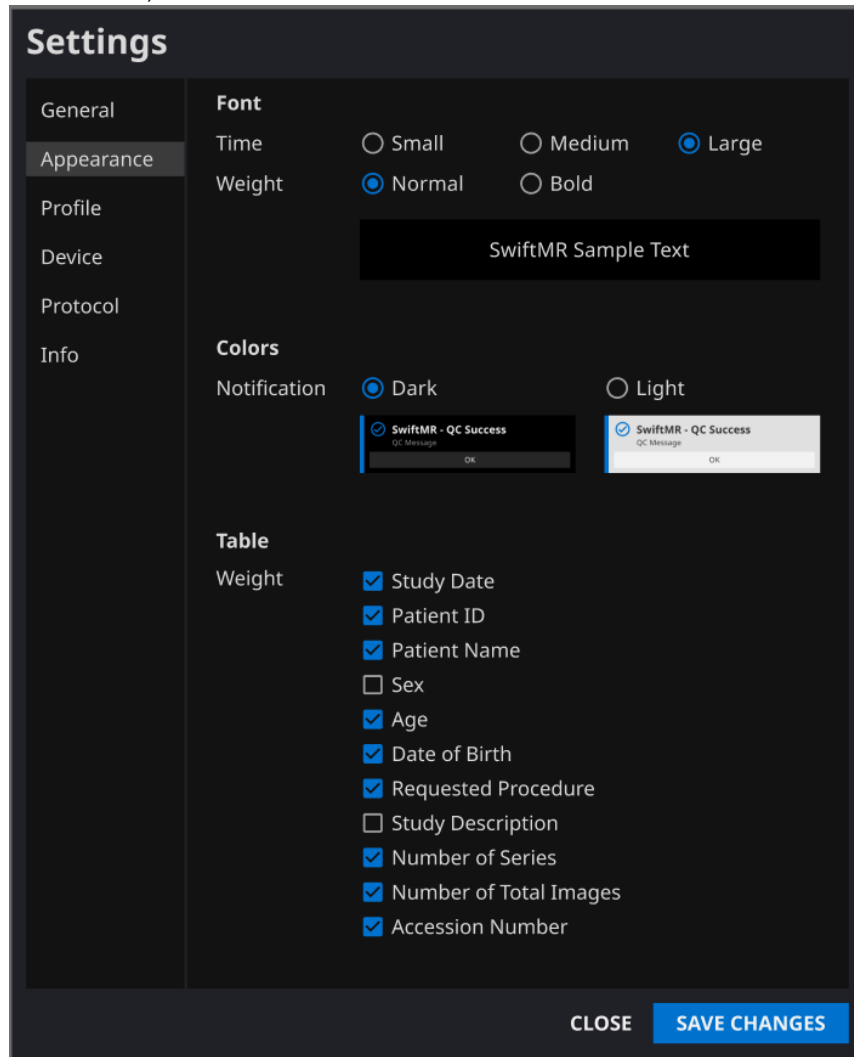 Settings
General
Appearance
Profile
Device
Protocol
Info
Font
Time Small Medium Large
Weight Normal Bold
SwiftMR Sample Text
Colors
Notification Dark Light
SwiftMR - QC Success
QC Message
OK
SwiftMR - QC Success
QC Message
OK
Table
Weight Study Date
Patient ID
Patient Name
Sex
Age
Date of Birth
Requested Procedure
Study Description
Number of Series
Number of Total Images
Accession Number
CLOSE SAVE CHANGES